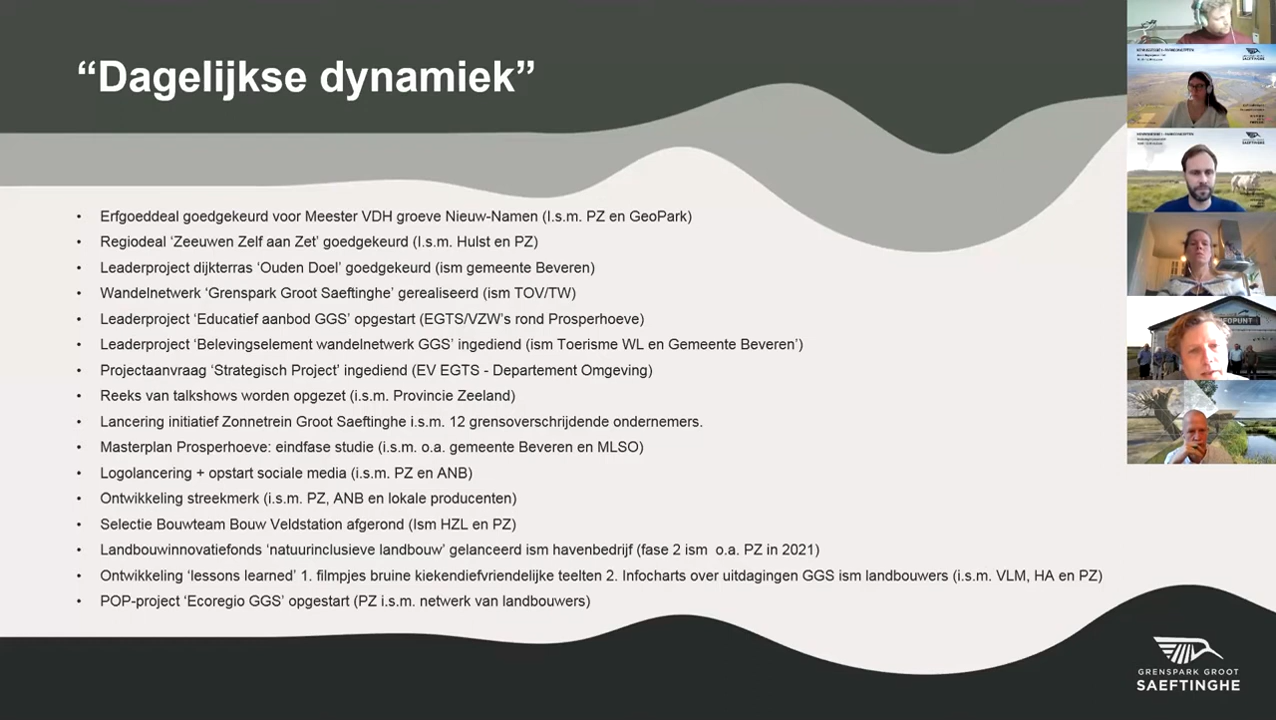 “Dagelijkse dynamiek”
• Erfgoeddeal goedgekeurd voor Meester VDH groeve Nieuw-Namen (I.s.m. PZ en GeoPark)
• Regiodeal ‘Zeeuwen Zelf aan Zet’ goedgekeurd (I.s.m. Hulst en PZ)
• Leaderproject dijkterras ‘Ouden Doel’ goedgekeurd (ism gemeente Beveren)
• Wandelnetwerk ‘Grenspark Groot Saeftinghe’ gerealiseerd (ism TOV/TW)
• Leaderproject ‘Educatief aanbod GGS’ opgestart (EGTS/VZW’s rond Prosperhoeve)
• Leaderproject ‘Belevingselement wandelnetwerk GGS’ ingediend (ism Toerisme WL en Gemeente Beveren’)
• Projectaanvraag ‘Strategisch Project’ ingediend (EV EGTS - Departement Omgeving)
• Reeks van talkshows worden opgezet (i.s.m. Provincie Zeeland)
• Lancering initiatief Zonnetrein Groot Saeftinghe i.s.m. 12 grensoverschrijdende ondernemers.
• Masterplan Prosperhoeve: eindfase studie (i.s.m. o.a. gemeente Beveren en MLSO)
• Logolancering + opstart sociale media (i.s.m. PZ en ANB)
• Ontwikkeling streekmerk (i.s.m. PZ, ANB en lokale producenten)
• Selectie Bouwteam Bouw Veldstation afgerond (Ism HZL en PZ)
• Landbouwinnovatiefonds ‘natuurinclusieve landbouw’ gelanceerd ism havenbedrijf (fase 2 ism o.a. PZ in 2021)
• Ontwikkeling ‘lessons learned’ 1. filmpjes bruine kiekendiefvriendelijke teelten 2. Infocharts over uitdagingen GGS ism landbouwers (i.s.m. VLM, HA en PZ)
• POP-project ‘Ecoregio GGS’ opgestart (PZ i.s.m. netwerk van landbouwers)
GRENSPARK GROOT
SAEFTINGHE